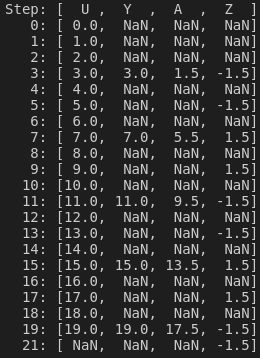 Step: [  U ,  Y  ,  A  ,  Z  ]
   0: [ 0.0,  NaN,  NaN,  NaN]
   1: [ 1.0,  NaN,  NaN,  NaN]
   2: [ 2.0,  NaN,  NaN,  NaN]
   3: [ 3.0,  3.0,  1.5, -1.5]
   4: [ 4.0,  NaN,  NaN,  NaN]
   5: [ 5.0,  NaN,  NaN, -1.5]
   6: [ 6.0,  NaN,  NaN,  NaN]
   7: [ 7.0,  7.0,  5.5,  1.5]
   8: [ 8.0,  NaN,  NaN,  NaN]
   9: [ 9.0,  NaN,  NaN,  1.5]
  10: [10.0,  NaN,  NaN,  NaN]
  11: [11.0, 11.0,  9.5, -1.5]
  12: [12.0,  NaN,  NaN,  NaN]
  13: [13.0,  NaN,  NaN, -1.5]
  14: [14.0,  NaN,  NaN,  NaN]
  15: [15.0, 15.0, 13.5,  1.5]
  16: [16.0,  NaN,  NaN,  NaN]
  17: [17.0,  NaN,  NaN,  1.5]
  18: [18.0,  NaN,  NaN,  NaN]
  19: [19.0, 19.0, 17.5, -1.5]
  21: [ NaN,  NaN,  NaN, -1.5]